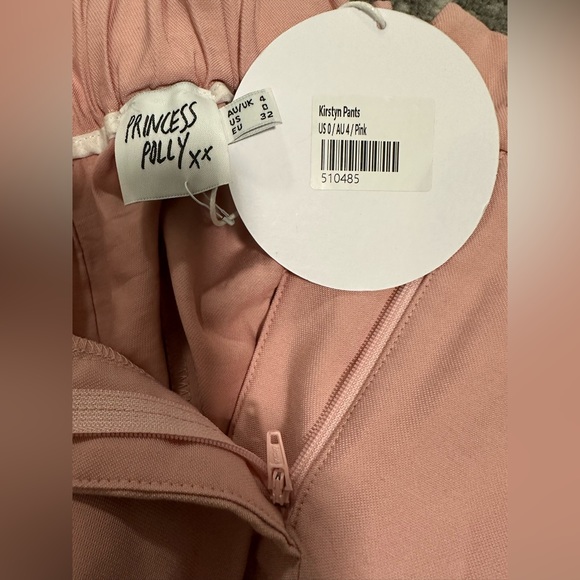 PRINCESS
POLLY xx
AU/UK 4
US 0
EU 32
Kirstyn Pants
US 0 / AU 4 / Pink
510485